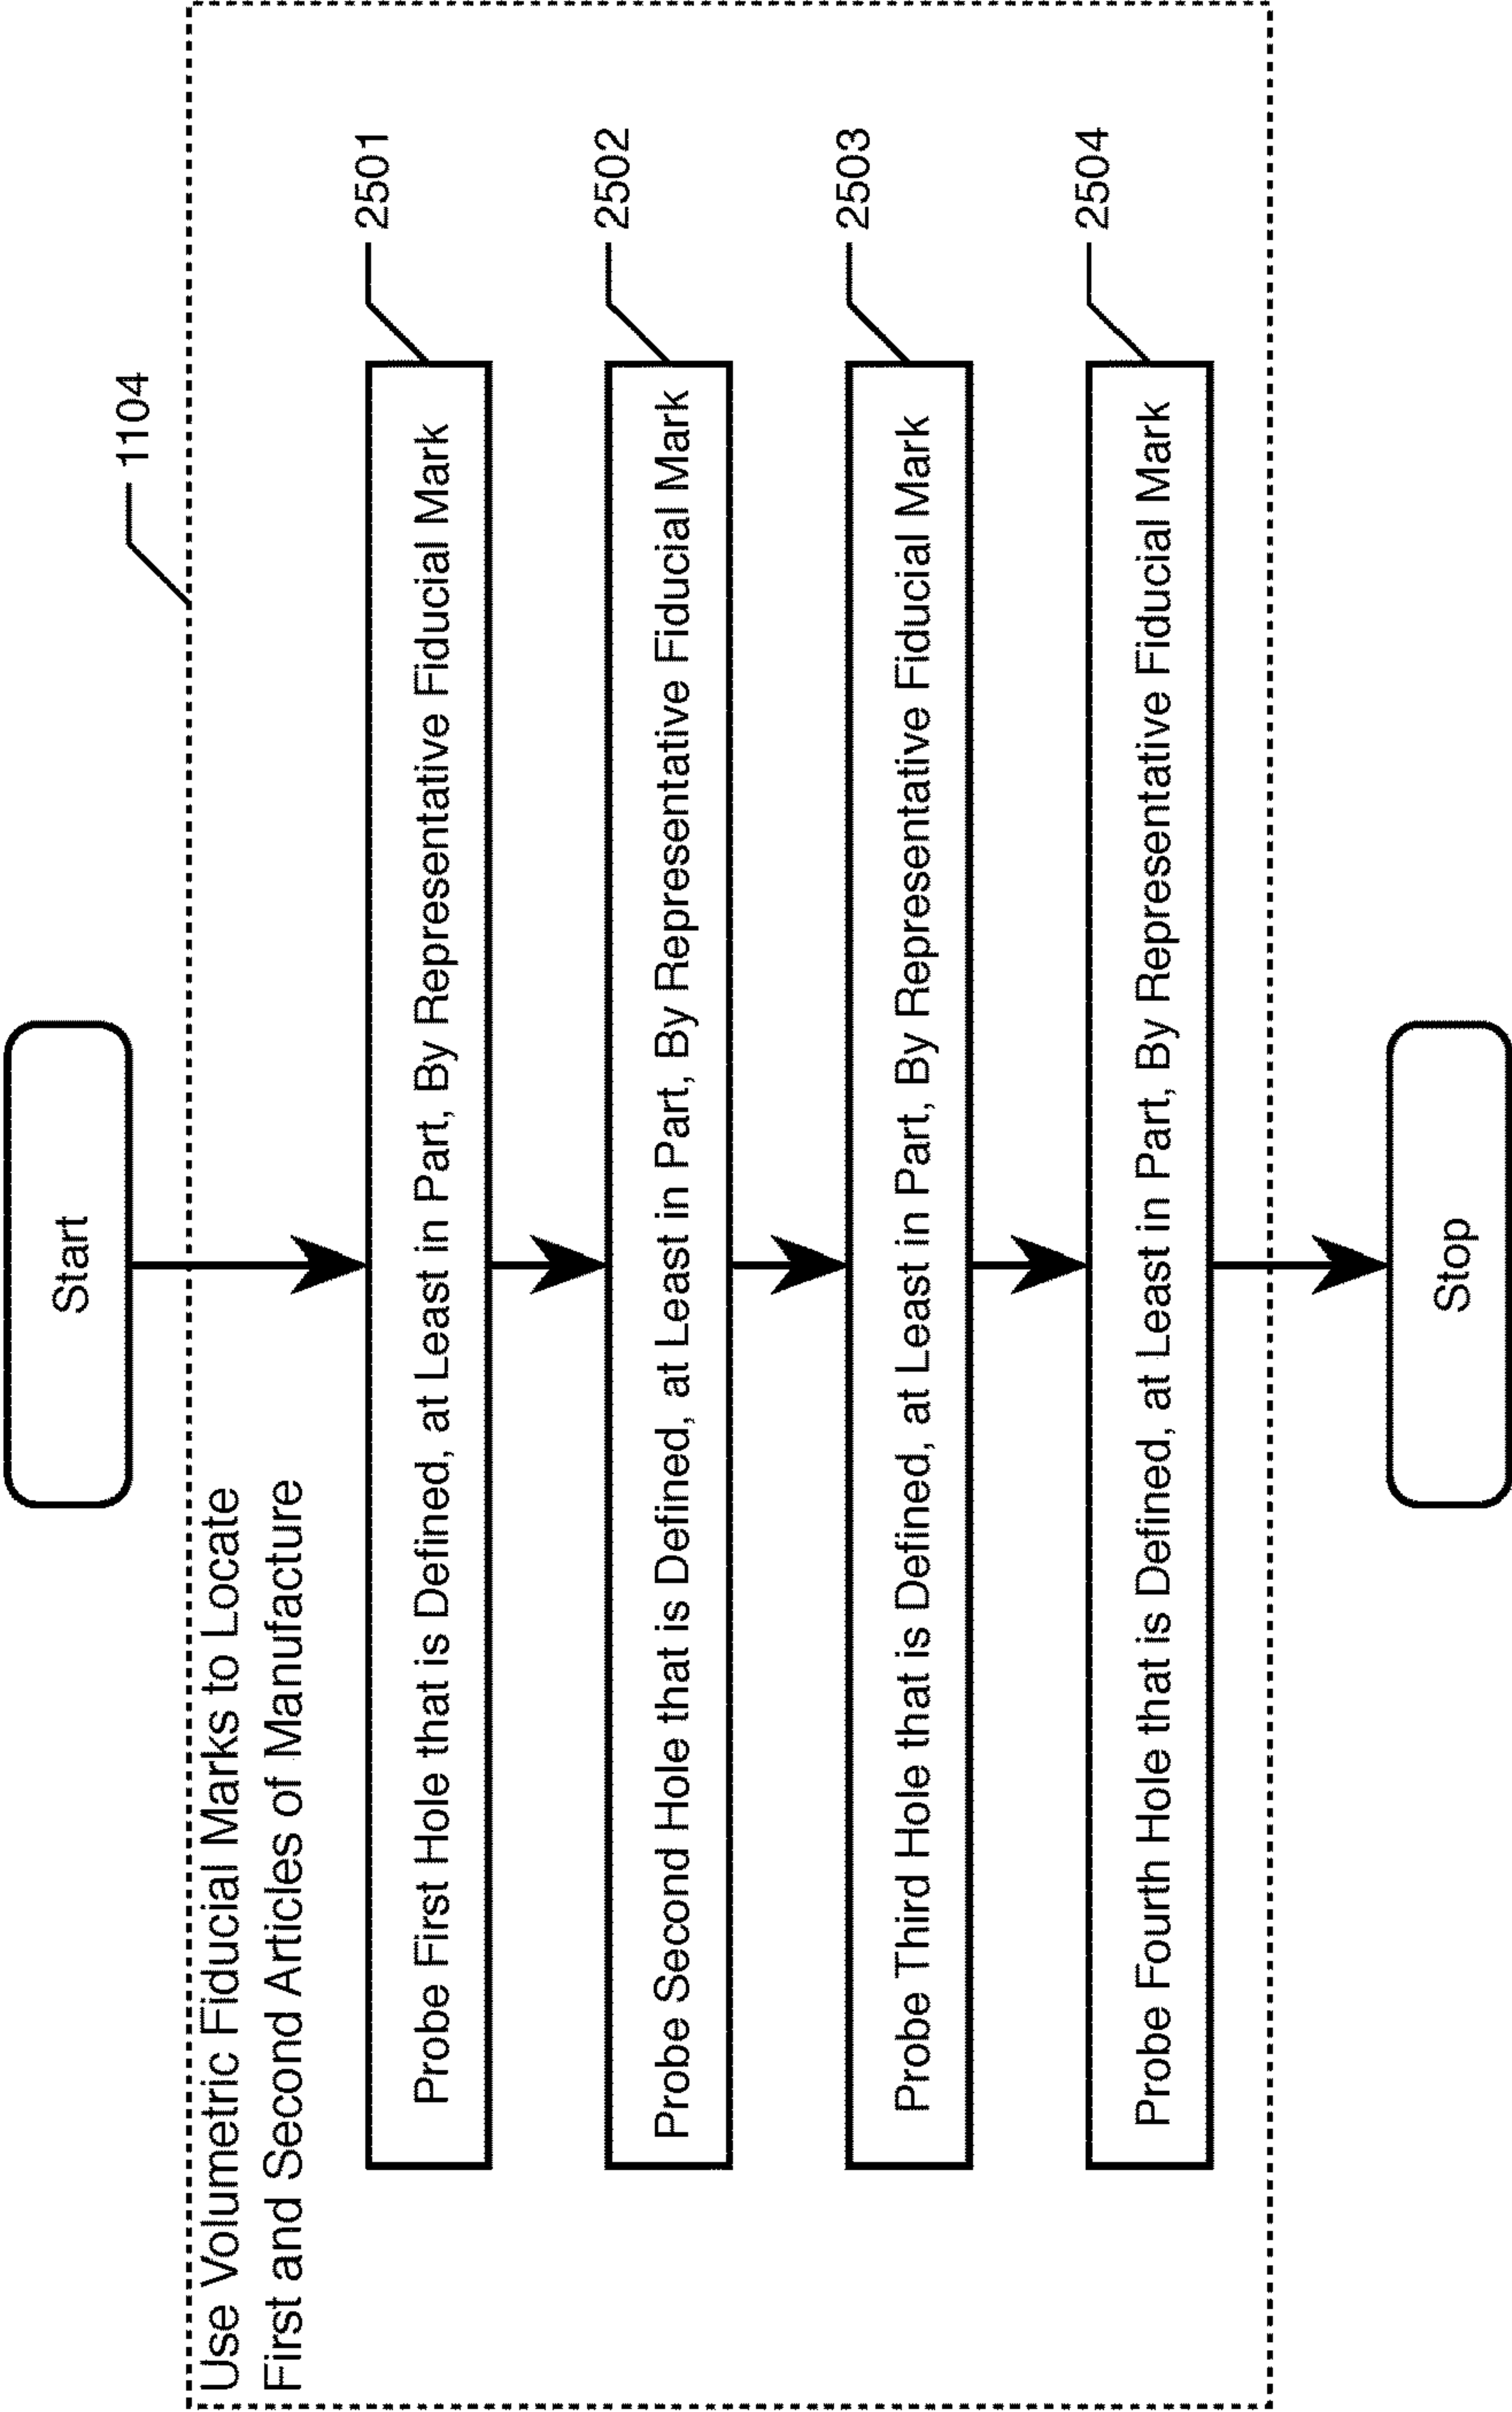 Start
1104
Use Volumetric Fiducial Marks to Locate
First and Second Articles of Manufacture
2501
Probe First Hole that is Defined, at Least in Part, By Representative Fiducial Mark
2502
Probe Second Hole that is Defined, at Least in Part, By Representative Fiducial Mark
2503
Probe Third Hole that is Defined, at Least in Part, By Representative Fiducial Mark
2504
Probe Fourth Hole that is Defined, at Least in Part, By Representative Fiducial Mark
Stop